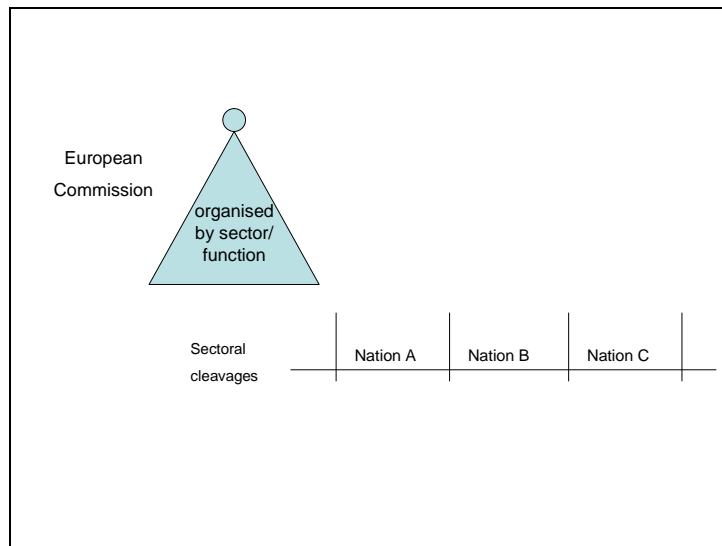 European
Commission
organised
by sector/
function
Sectoral
cleavages
Nation A
Nation B
Nation C